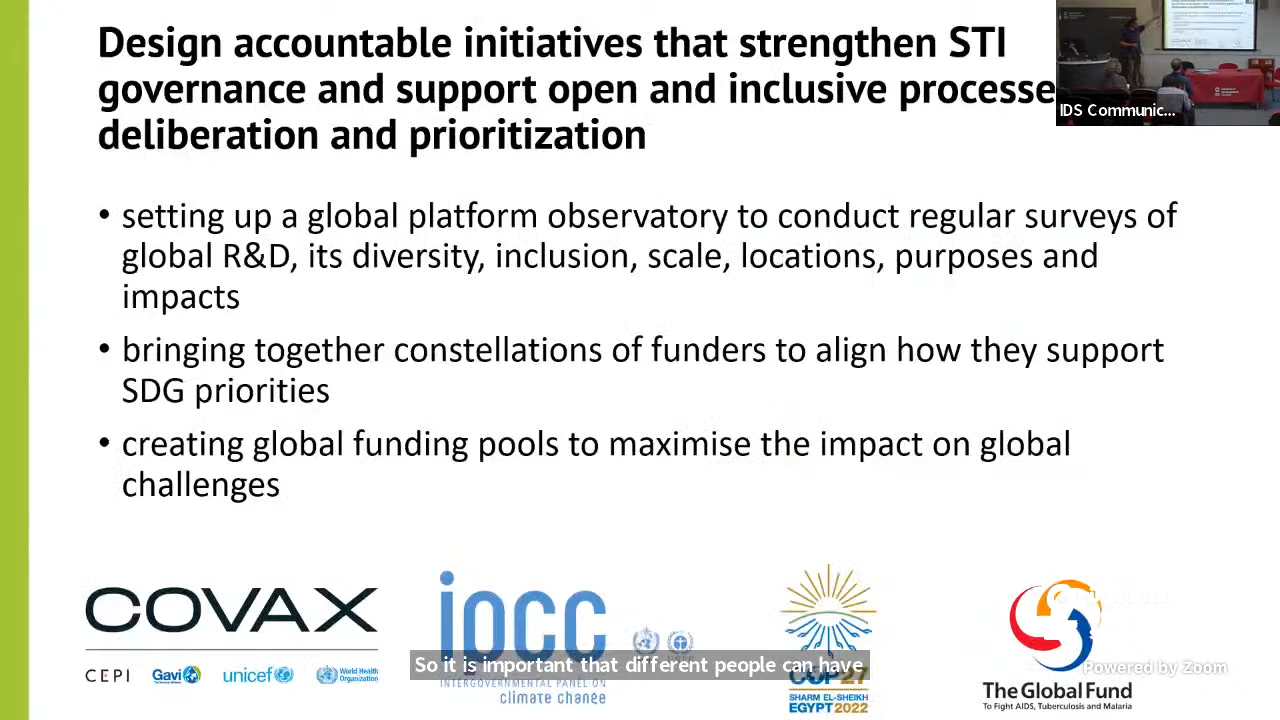 Design accountable initiatives that strengthen STI
governance and support open and inclusive processe
deliberation and prioritization
IDS Communic...
• setting up a global platform observatory to conduct regular surveys of
global R&D, its diversity, inclusion, scale, locations, purposes and
impacts
• bringing together constellations of funders to align how they support
SDG priorities
• creating global funding pools to maximise the impact on global
challenges
COVAX
CEPI Gavi unicef World Health Organization
ipcc
INTERGOVERNMENTAL PANEL ON
climate change
So it is important that different people can have
COP27
SHARM EL-SHEIKH
EGYPT 2022
The Global Fund
To Fight AIDS, Tuberculosis and Malaria
Powered by Zoom